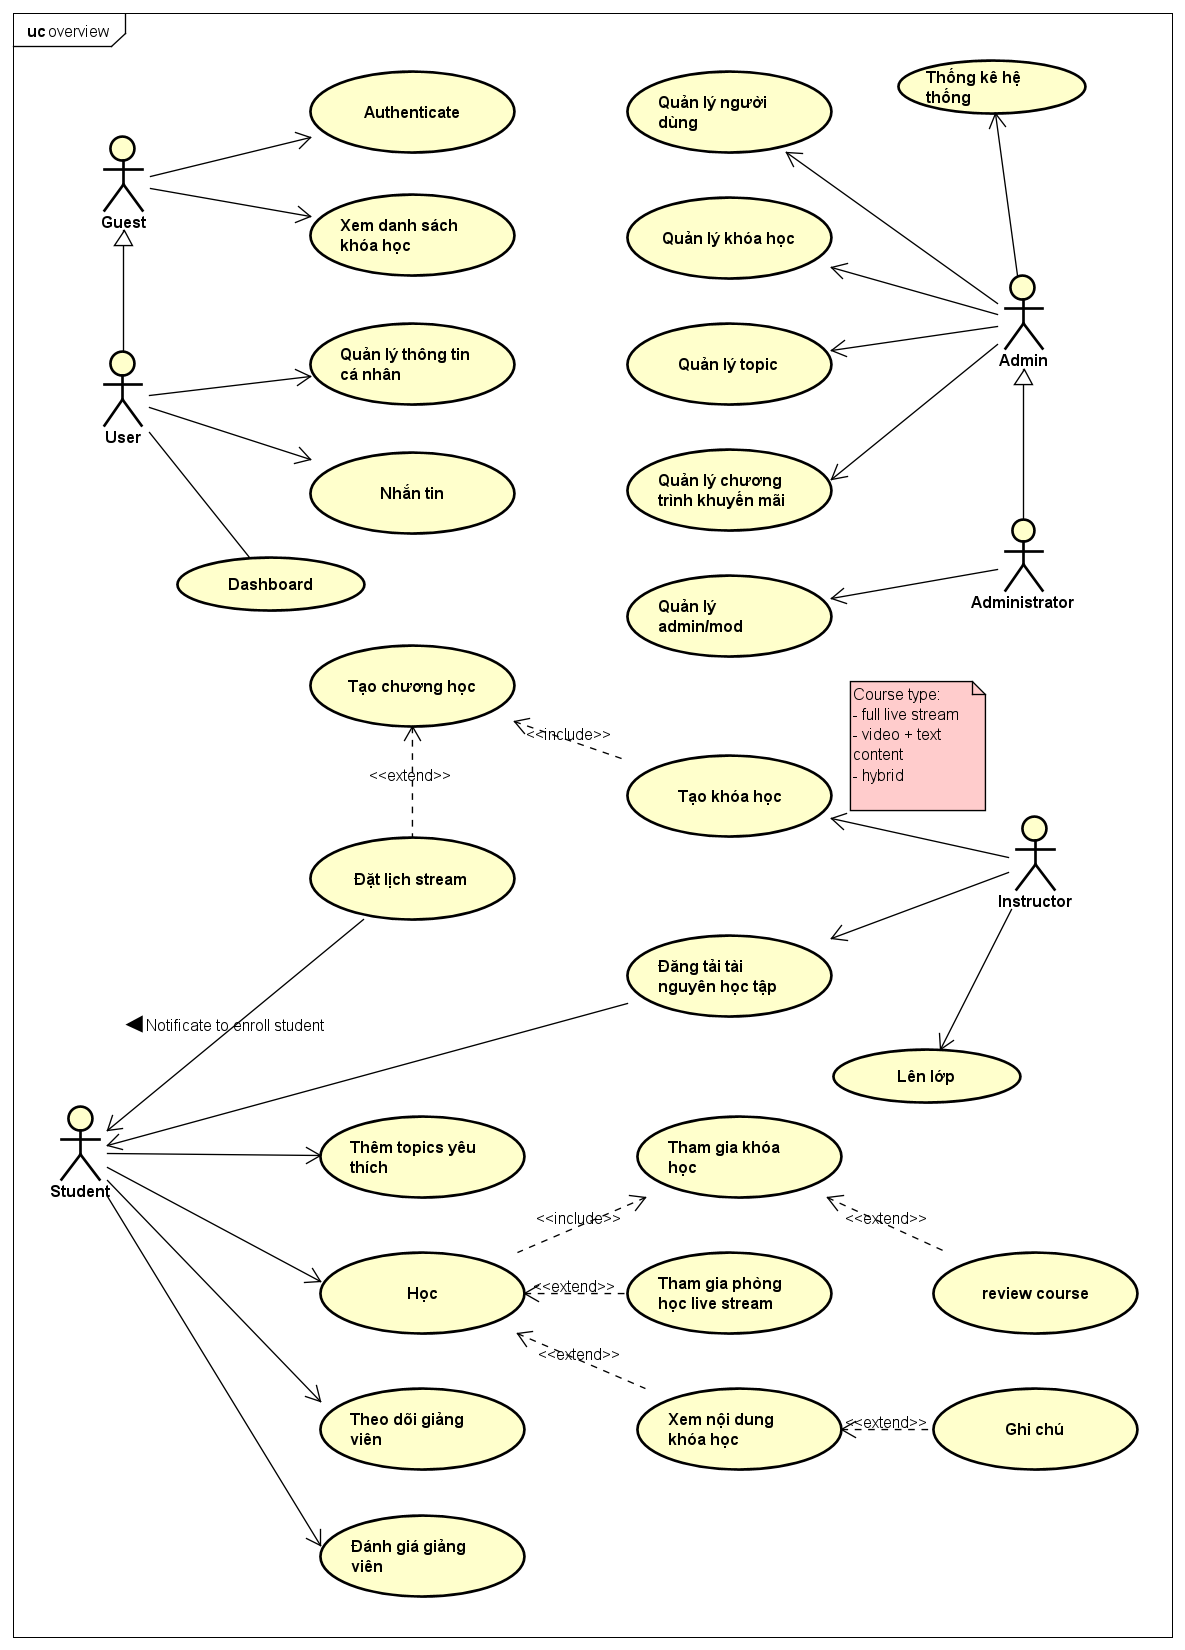 uc overview
Authenticate
Quản lý người
dùng
Thống kê hệ
thống
Guest
Xem danh sách
khóa học
Quản lý khóa học
Quản lý thông tin
cá nhân
Quản lý topic
Admin
User
Nhắn tin
Quản lý chương
trình khuyến mãi
Dashboard
Quản lý
admin/mod
Administrator
Tạo chương học
<<include>>
Course type:
- full live stream
- video + text
content
- hybrid
<<extend>>
Tạo khóa học
Đặt lịch stream
Instructor
Đăng tải tài
nguyên học tập
Notificate to enroll student
Lên lớp
Student
Thêm topics yêu
thích
Tham gia khóa
học
<<include>>
<<extend>>
Học
<<extend>>
Tham gia phòng
học live stream
review course
<<extend>>
Theo dõi giảng
viên
Xem nội dung
khóa học
<<extend>>
Ghi chú
Đánh giá giảng
viên